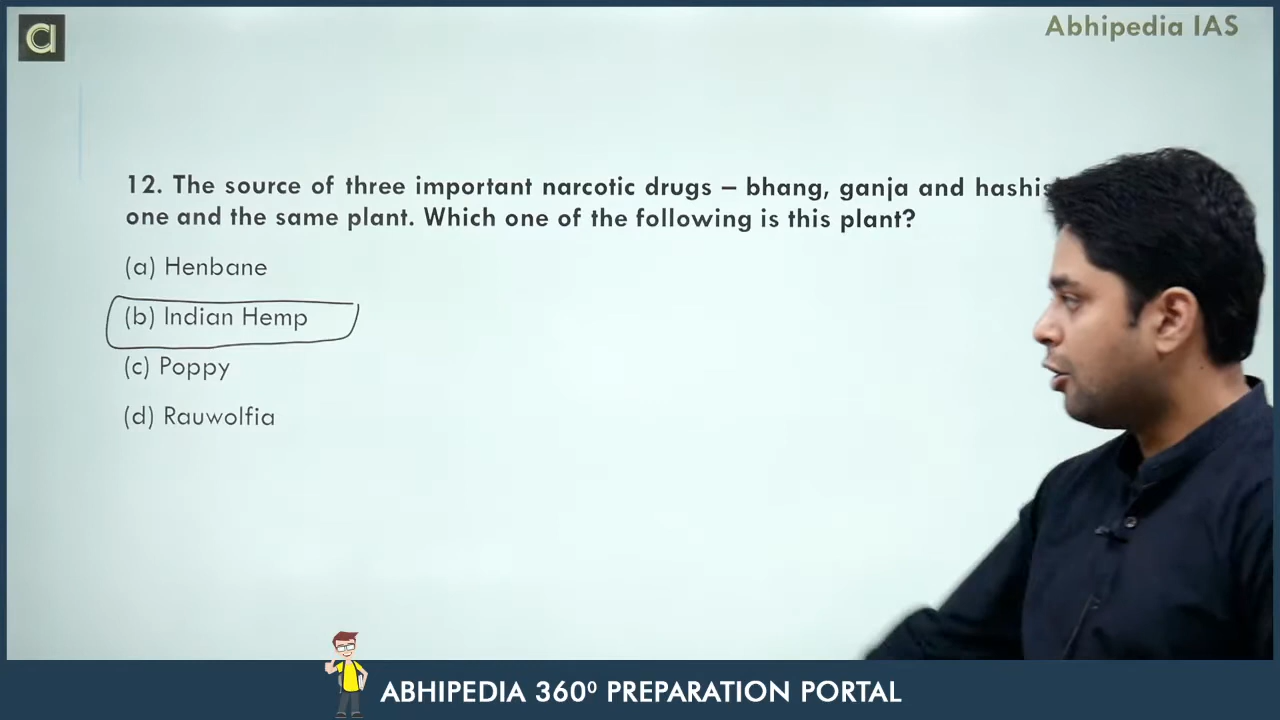 Abhipedia IAS
12. The source of three important narcotic drugs – bhang, ganja and
one and the same plant. Which one of the following is this plant?
(a) Henbane
(b) Indian Hemp
(c) Poppy
(d) Rauwolfia
ABHIPEDIA 360⁰ PREPARATION PORTAL